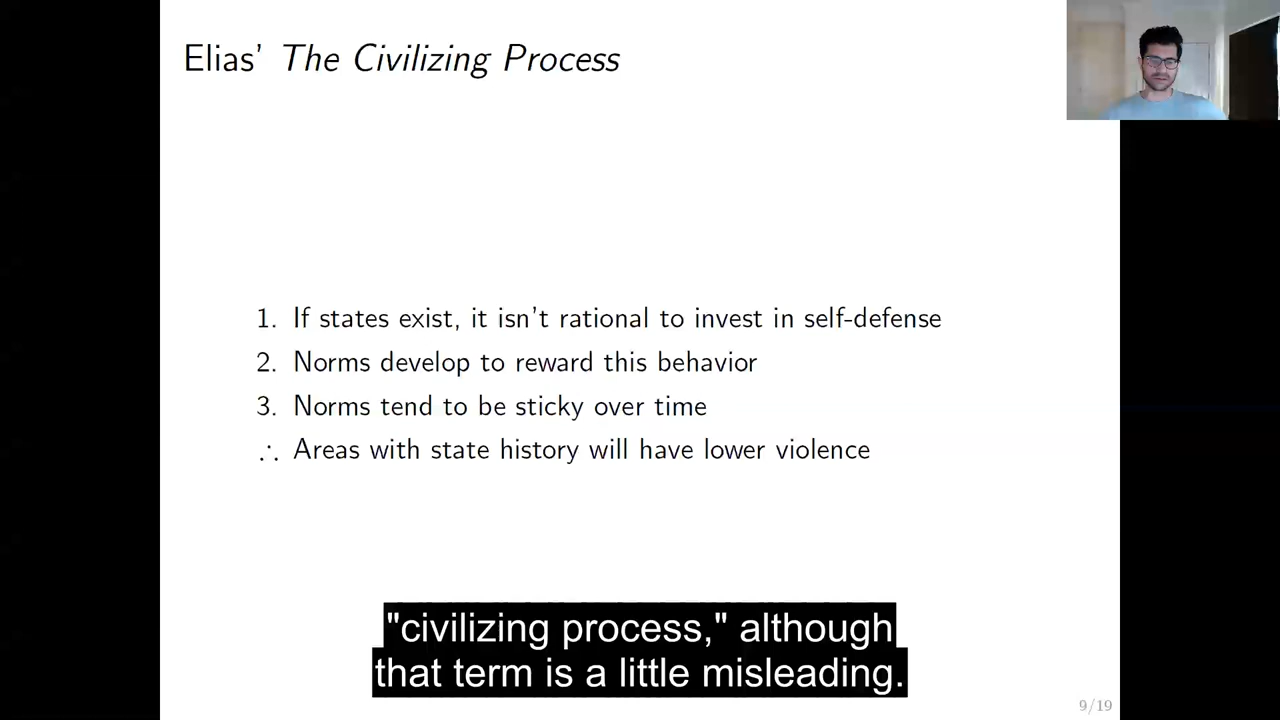 Elias' The Civilizing Process
1. If states exist, it isn't rational to invest in self-defense
2. Norms develop to reward this behavior
3. Norms tend to be sticky over time
∴ Areas with state history will have lower violence
"civilizing process," although
that term is a little misleading.
9/19